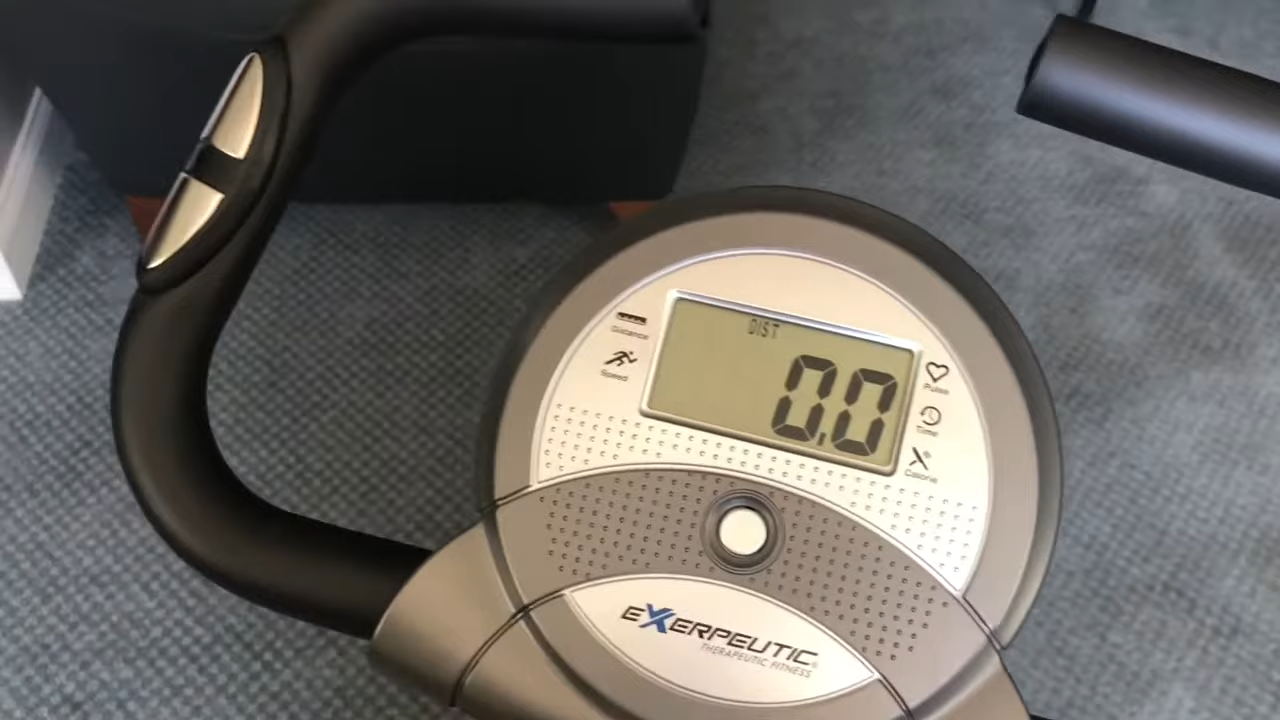 DIST
0.0
Distance
Speed
Pulse
Time
Calorie
EXERPEUTIC®
THERAPEUTIC FITNESS